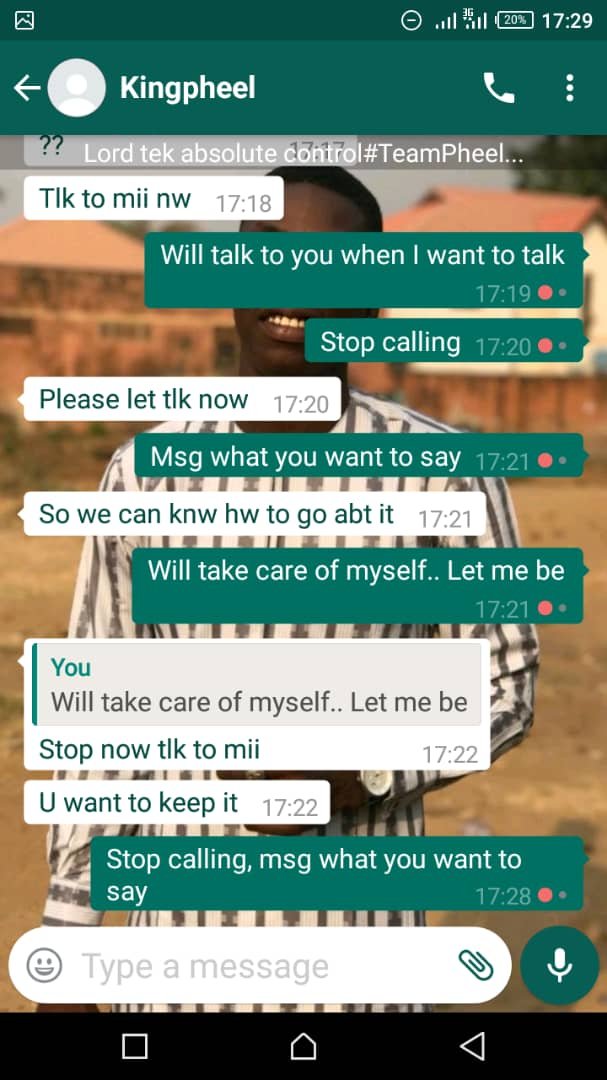 3G
20%
17:29
Kingpheel
??
17:17
Lord tek absolute control#TeamPheel...
Tlk to mii nw 17:18
Will talk to you when I want to talk
17:19
Stop calling 17:20
Please let tlk now 17:20
Msg what you want to say 17:21
So we can knw hw to go abt it 17:21
Will take care of myself.. Let me be
17:21
You
Will take care of myself.. Let me be
Stop now tlk to mii 17:22
U want to keep it 17:22
Stop calling, msg what you want to
say 17:28
Type a message